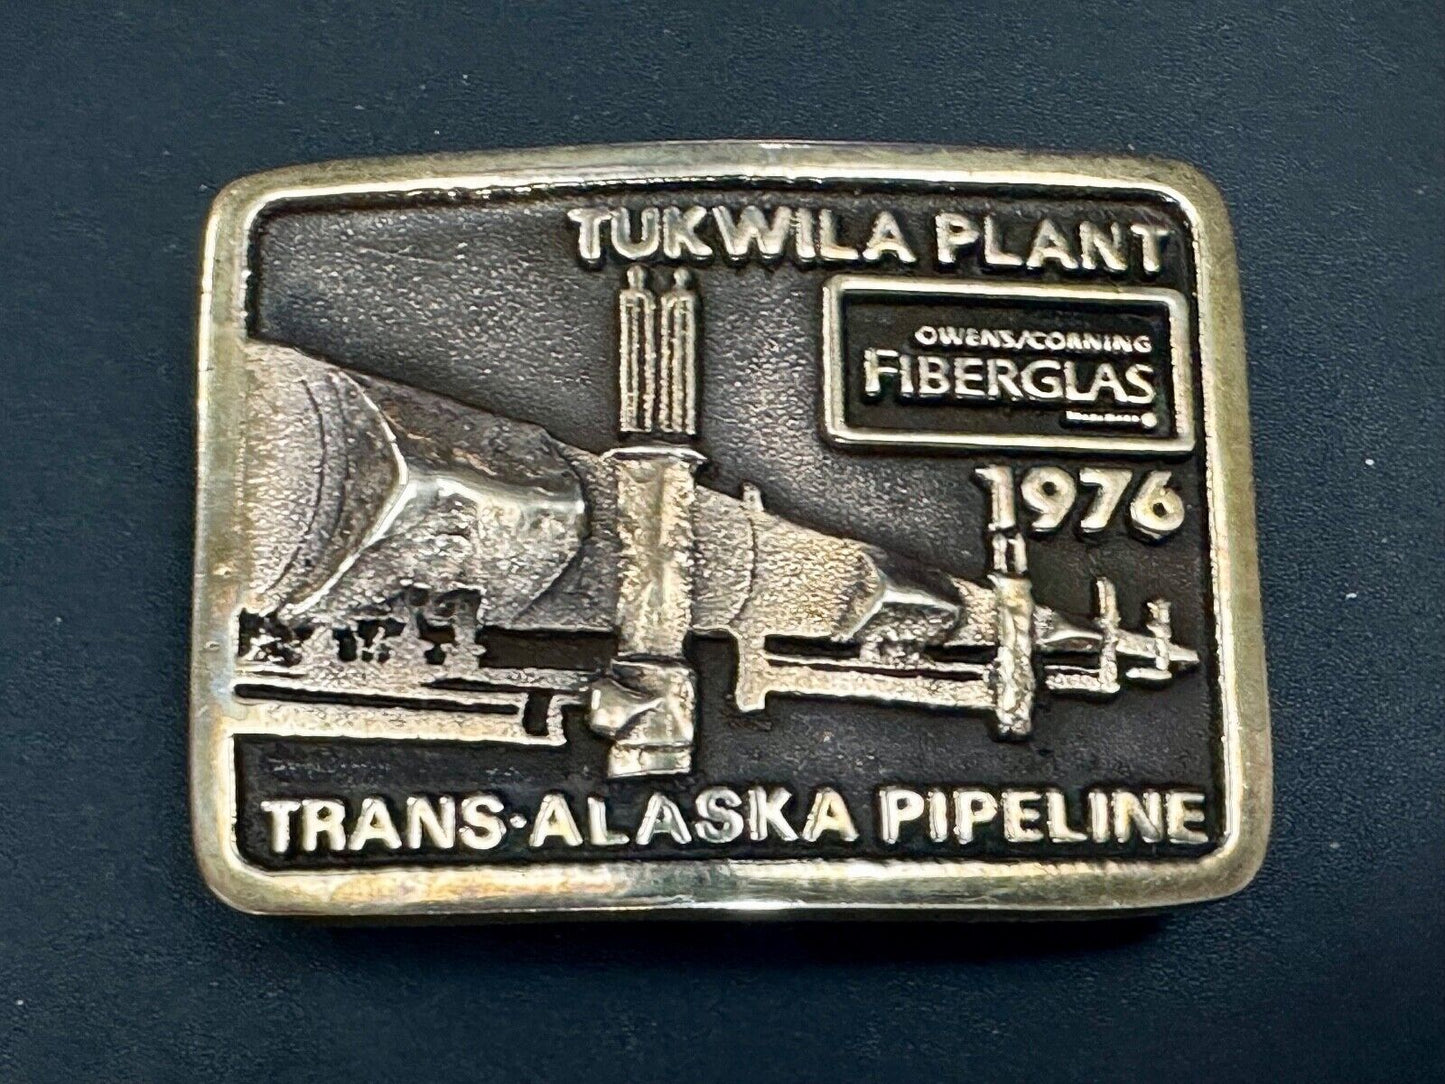 TUKWILA PLANT
OWENS/CORNING
FIBERGLAS
1976
TRANS·ALASKA PIPELINE